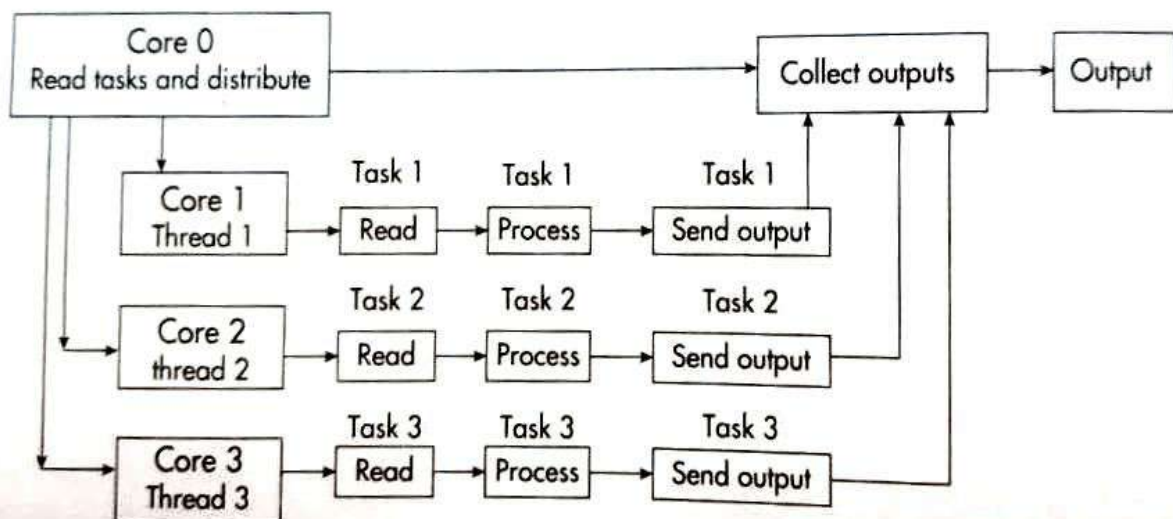 Core 0
Read tasks and distribute
Collect outputs
Output
Core 1
Thread 1
Task 1
Read
Task 1
Process
Task 1
Send output
Core 2
thread 2
Task 2
Read
Task 2
Process
Task 2
Send output
Core 3
Thread 3
Task 3
Read
Task 3
Process
Task 3
Send output